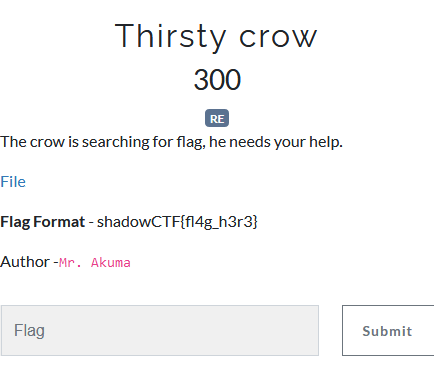 Thirsty crow
300
RE
The crow is searching for flag, he needs your help.
File
Flag Format - shadowCTF{fl4g_h3r3}
Author -Mr. Akuma
Flag
Submit